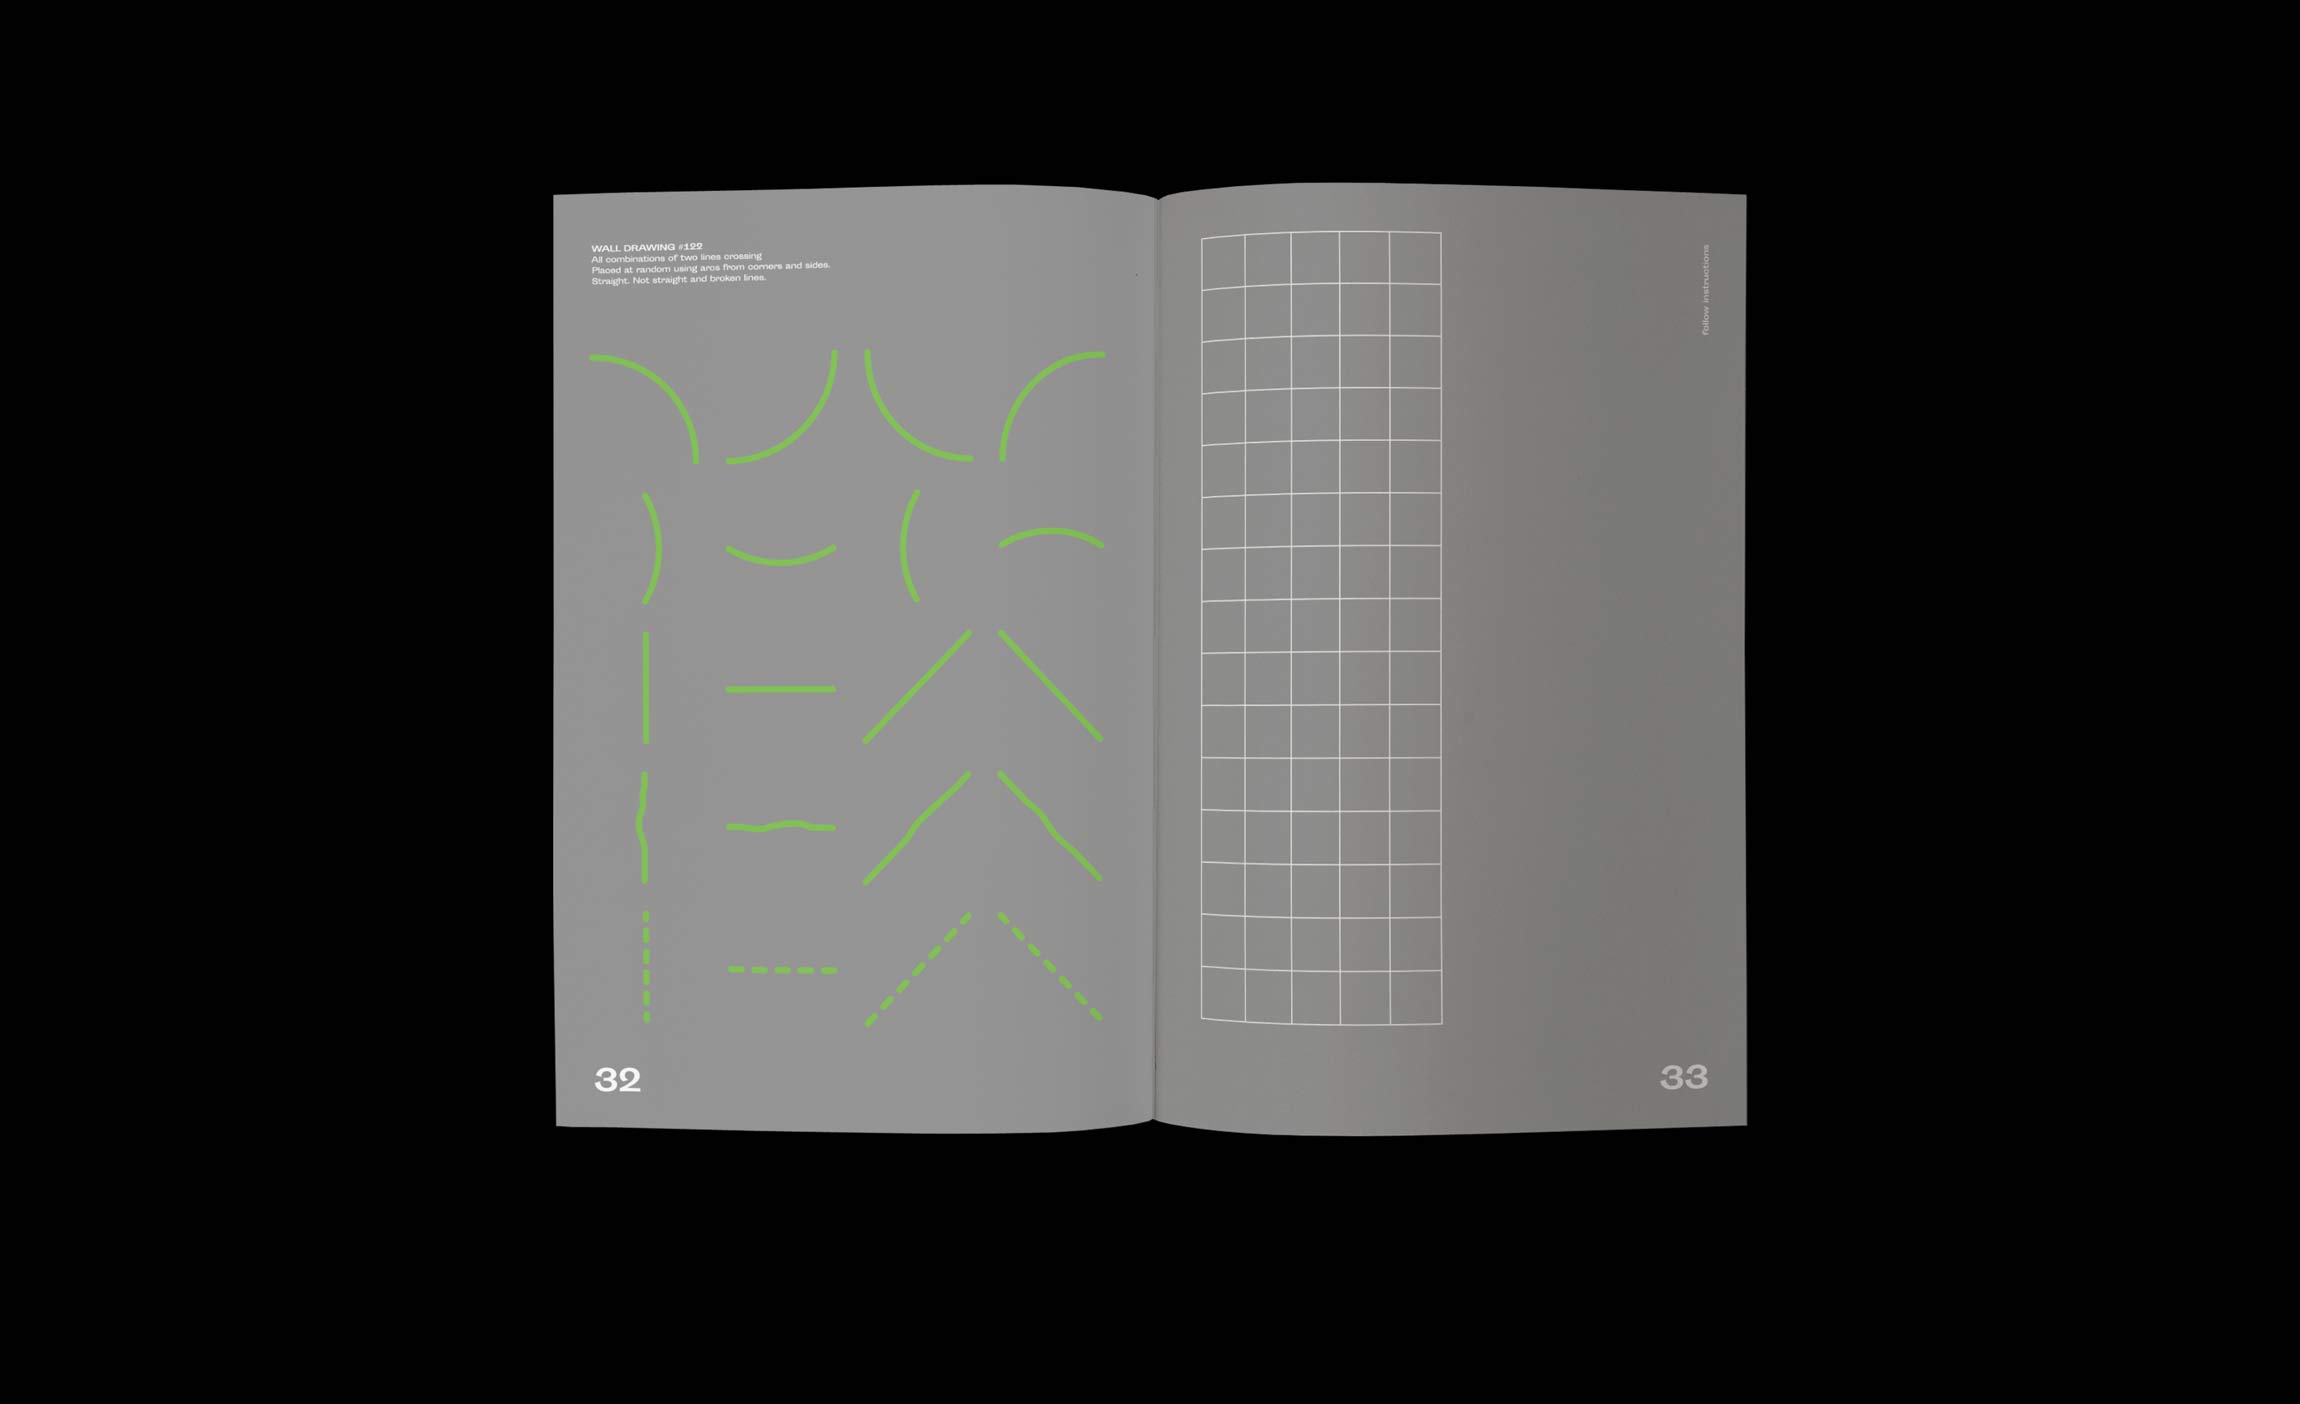 WALL DRAWING #122
All combinations of two lines crossing
Placed at random using arcs from corners and sides.
Straight. Not straight and broken lines.
32
follow instructions
33